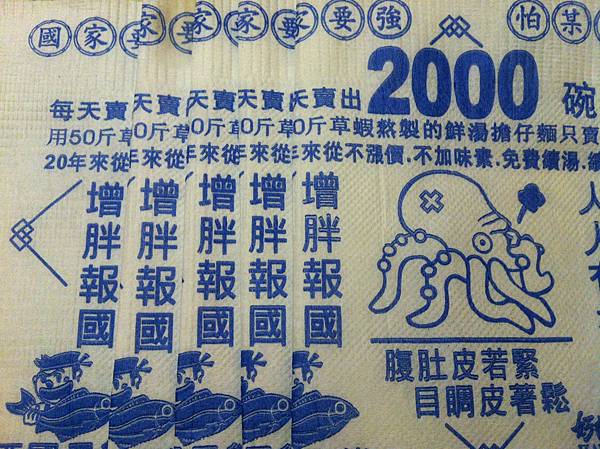 國家要 要強 怕某
每天賣 天賣 天賣 天賣 天賣出 2000 碗
用50斤草 0斤草 0斤草 0斤草 0斤草蝦熬製的鮮湯擔仔麵只賣
20年來從 年來從 年來從 年來從 年來從不漲價.不加味素.免費續湯.
增胖報國
增胖報國
增胖報國
增胖報國
增胖報國
腹肚皮若緊
目睭皮著鬆